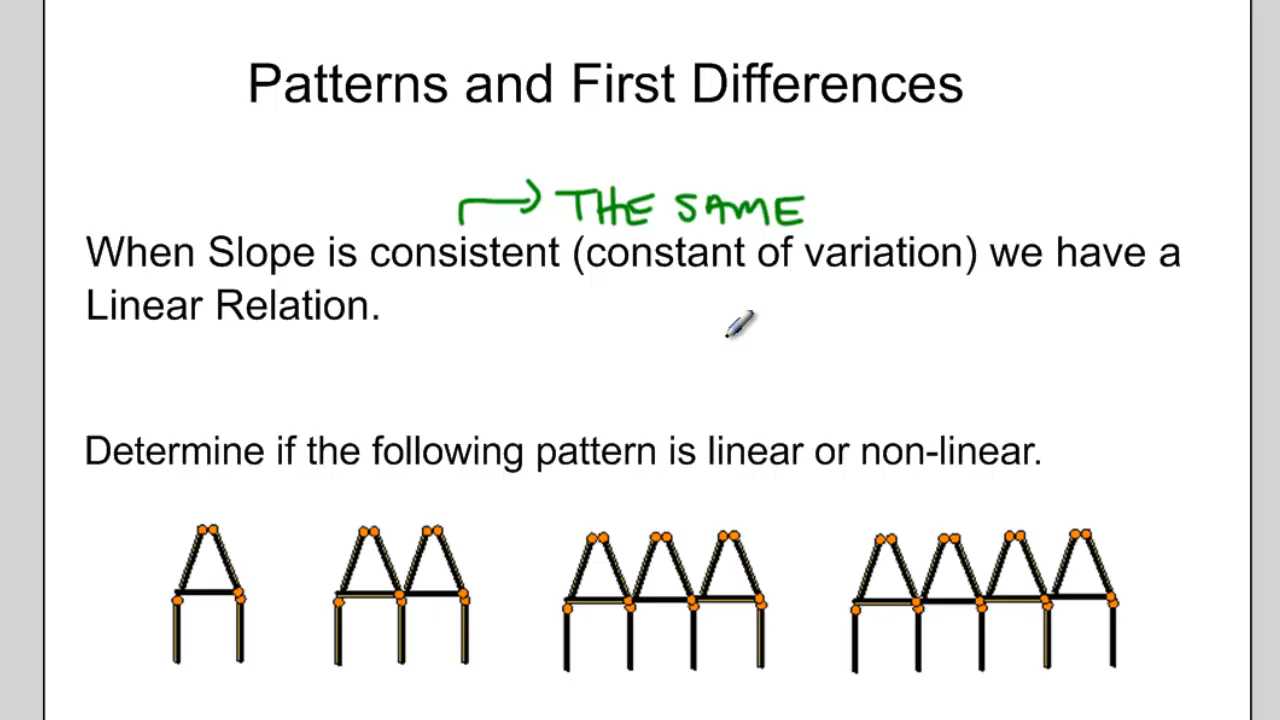 Patterns and First Differences
THE SAME
When Slope is consistent (constant of variation) we have a
Linear Relation.
Determine if the following pattern is linear or non-linear.